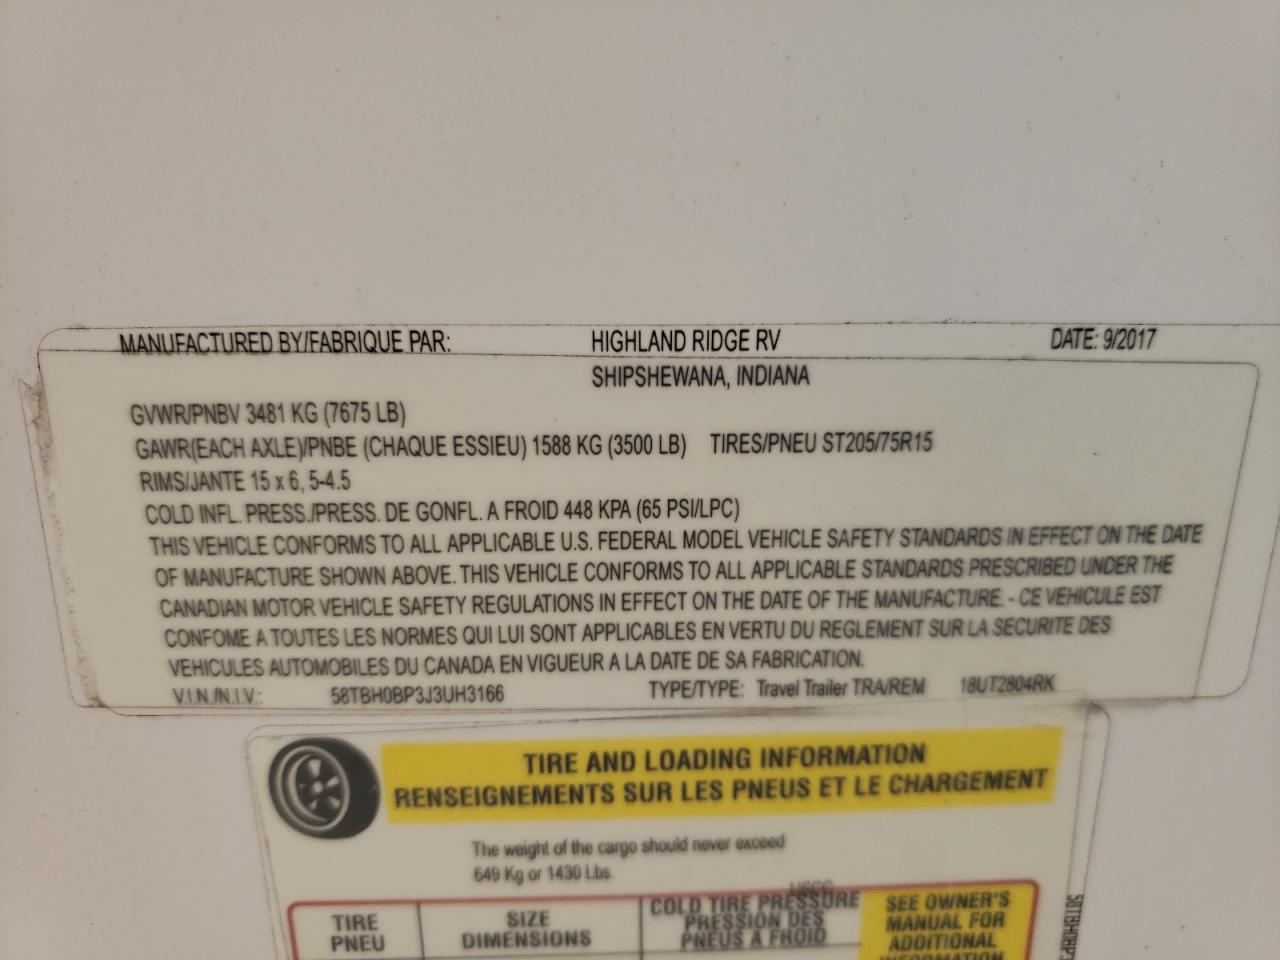 MANUFACTURED BY/FABRIQUE PAR: HIGHLAND RIDGE RV DATE: 9/2017
SHIPSHEWANA, INDIANA
GVWR/PNBV 3481 KG (7675 LB)
GAWR(EACH AXLE)/PNBE (CHAQUE ESSIEU) 1588 KG (3500 LB) TIRES/PNEU ST205/75R15
RIMS/JANTE 15 x 6, 5-4.5
COLD INFL. PRESS./PRESS. DE GONFL. A FROID 448 KPA (65 PSI/LPC)
THIS VEHICLE CONFORMS TO ALL APPLICABLE U.S. FEDERAL MODEL VEHICLE SAFETY STANDARDS IN EFFECT ON THE DATE
OF MANUFACTURE SHOWN ABOVE. THIS VEHICLE CONFORMS TO ALL APPLICABLE STANDARDS PRESCRIBED UNDER THE
CANADIAN MOTOR VEHICLE SAFETY REGULATIONS IN EFFECT ON THE DATE OF THE MANUFACTURE. - CE VEHICULE EST
CONFOME A TOUTES LES NORMES QUI LUI SONT APPLICABLES EN VERTU DU REGLEMENT SUR LA SECURITE DES
VEHICULES AUTOMOBILES DU CANADA EN VIGUEUR A LA DATE DE SA FABRICATION.
V.I.N./N.I.V.: 58TBH0BP3J3UH3166 TYPE/TYPE: Travel Trailer TRA/REM 18UT2804RK
TIRE AND LOADING INFORMATION
RENSEIGNEMENTS SUR LES PNEUS ET LE CHARGEMENT
The weight of the cargo should never exceed
649 Kg or 1430 Lbs.
TIRE
PNEU
SIZE
DIMENSIONS
COLD TIRE PRESSURE
PRESSION DES
PNEUS A FROID
SEE OWNER'S
MANUAL FOR
ADDITIONAL
INFORMATION